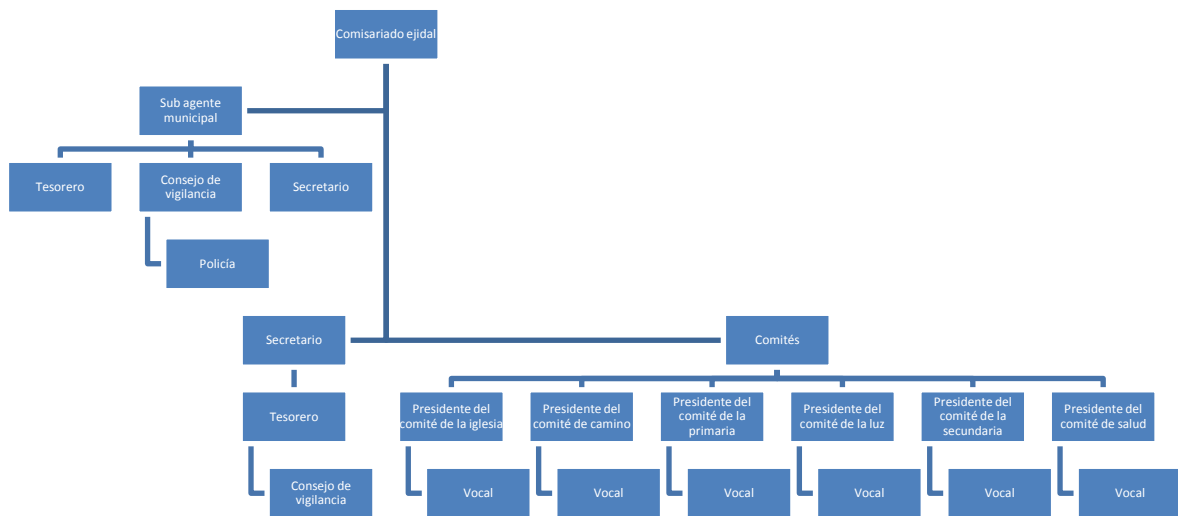 Comisariado ejidal
Sub agente
municipal
Tesorero
Consejo de
vigilancia
Secretario
Policía
Secretario
Comités
Tesorero
Presidente del
comité de la iglesia
Presidente del
comité de camino
Presidente del
comité de la
primaria
Presidente del
comité de la luz
Presidente del
comité de la
secundaria
Presidente del
comité de salud
Consejo de
vigilancia
Vocal
Vocal
Vocal
Vocal
Vocal
Vocal